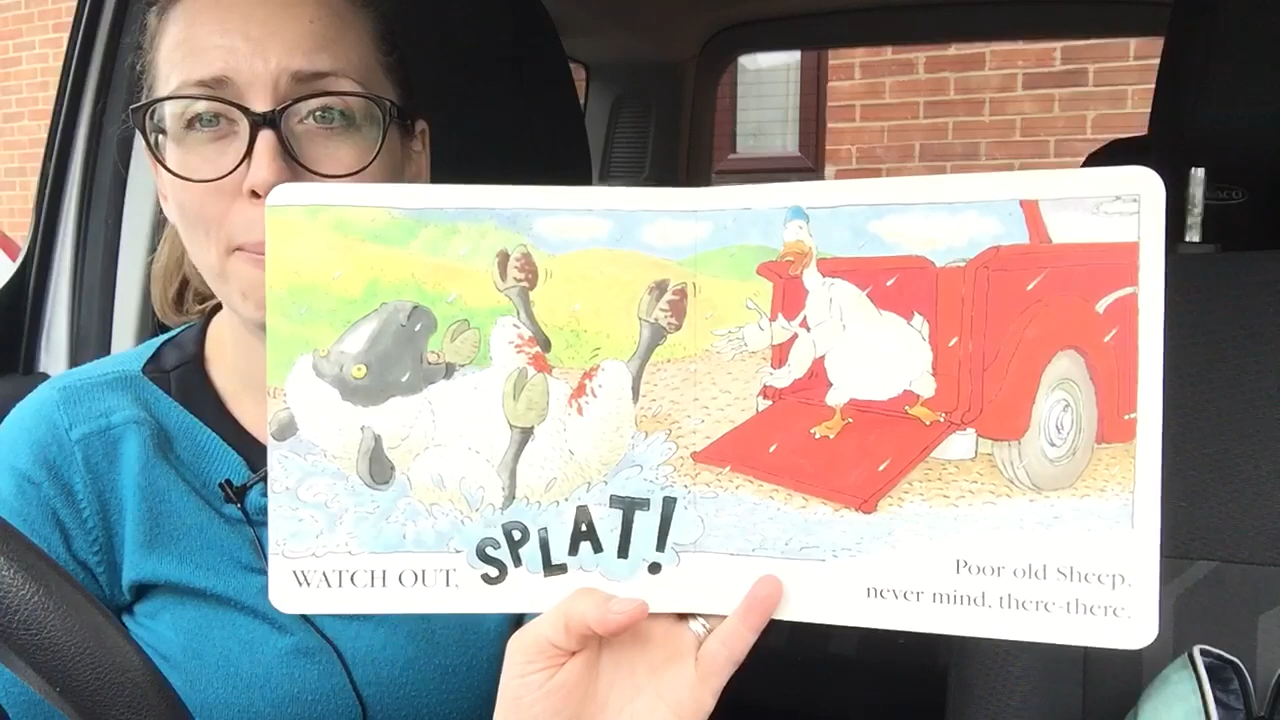 WATCH OUT, SPLAT!
Poor old Sheep,
never mind, there-there.